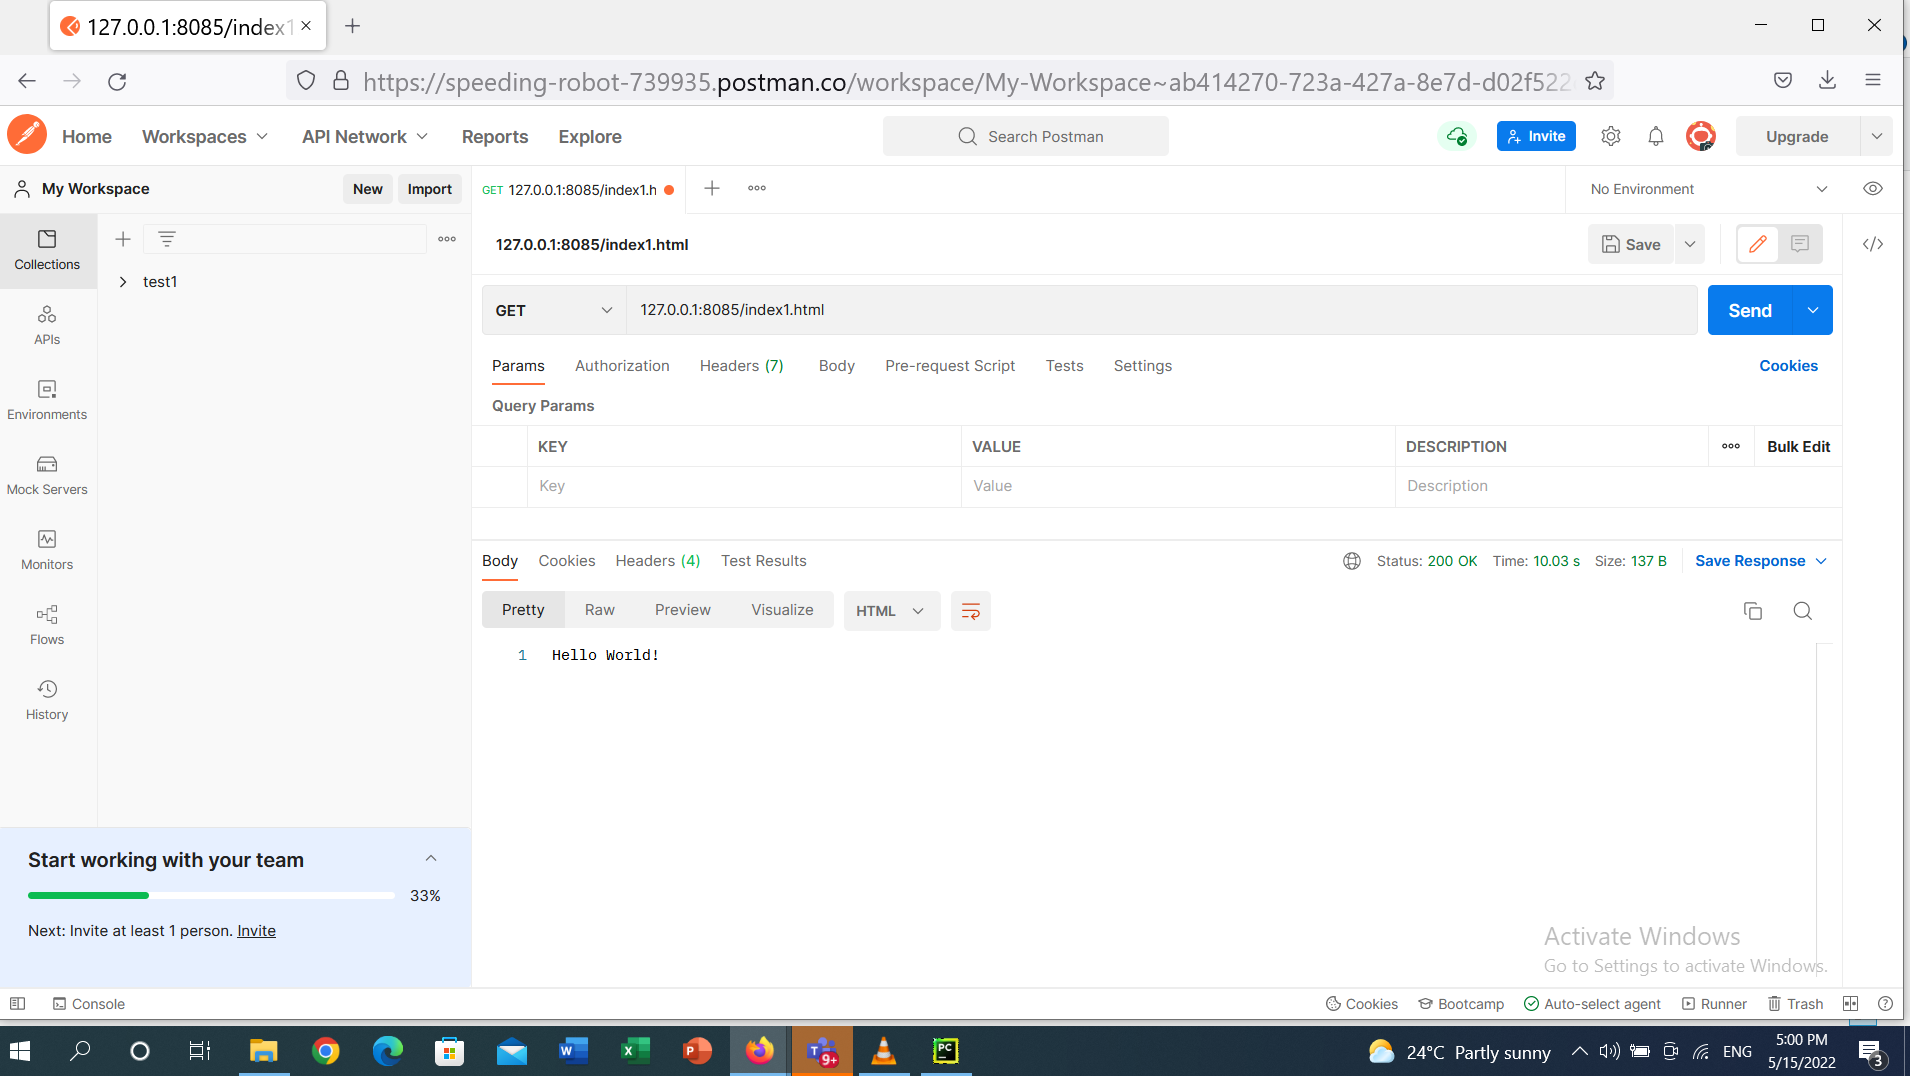 127.0.0.1:8085/index1
https://speeding-robot-739935.postman.co/workspace/My-Workspace~ab414270-723a-427a-8e7d-d02f522
Home Workspaces API Network Reports Explore Search Postman Invite Upgrade
My Workspace New Import GET 127.0.0.1:8085/index1.h No Environment
127.0.0.1:8085/index1.html Save
Collections
test1
GET 127.0.0.1:8085/index1.html Send
APIs
Params Authorization Headers (7) Body Pre-request Script Tests Settings Cookies
Environments
Query Params
KEY VALUE DESCRIPTION Bulk Edit
Key Value Description
Mock Servers
Monitors
Body Cookies Headers (4) Test Results Status: 200 OK Time: 10.03 s Size: 137 B Save Response
Pretty Raw Preview Visualize HTML
Flows
1 Hello World!
History
Start working with your team
33%
Next: Invite at least 1 person. Invite
Activate Windows
Go to Settings to activate Windows.
Console Cookies Bootcamp Auto-select agent Runner Trash
24°C Partly sunny ENG 5:00 PM
5/15/2022 3
9+
PC